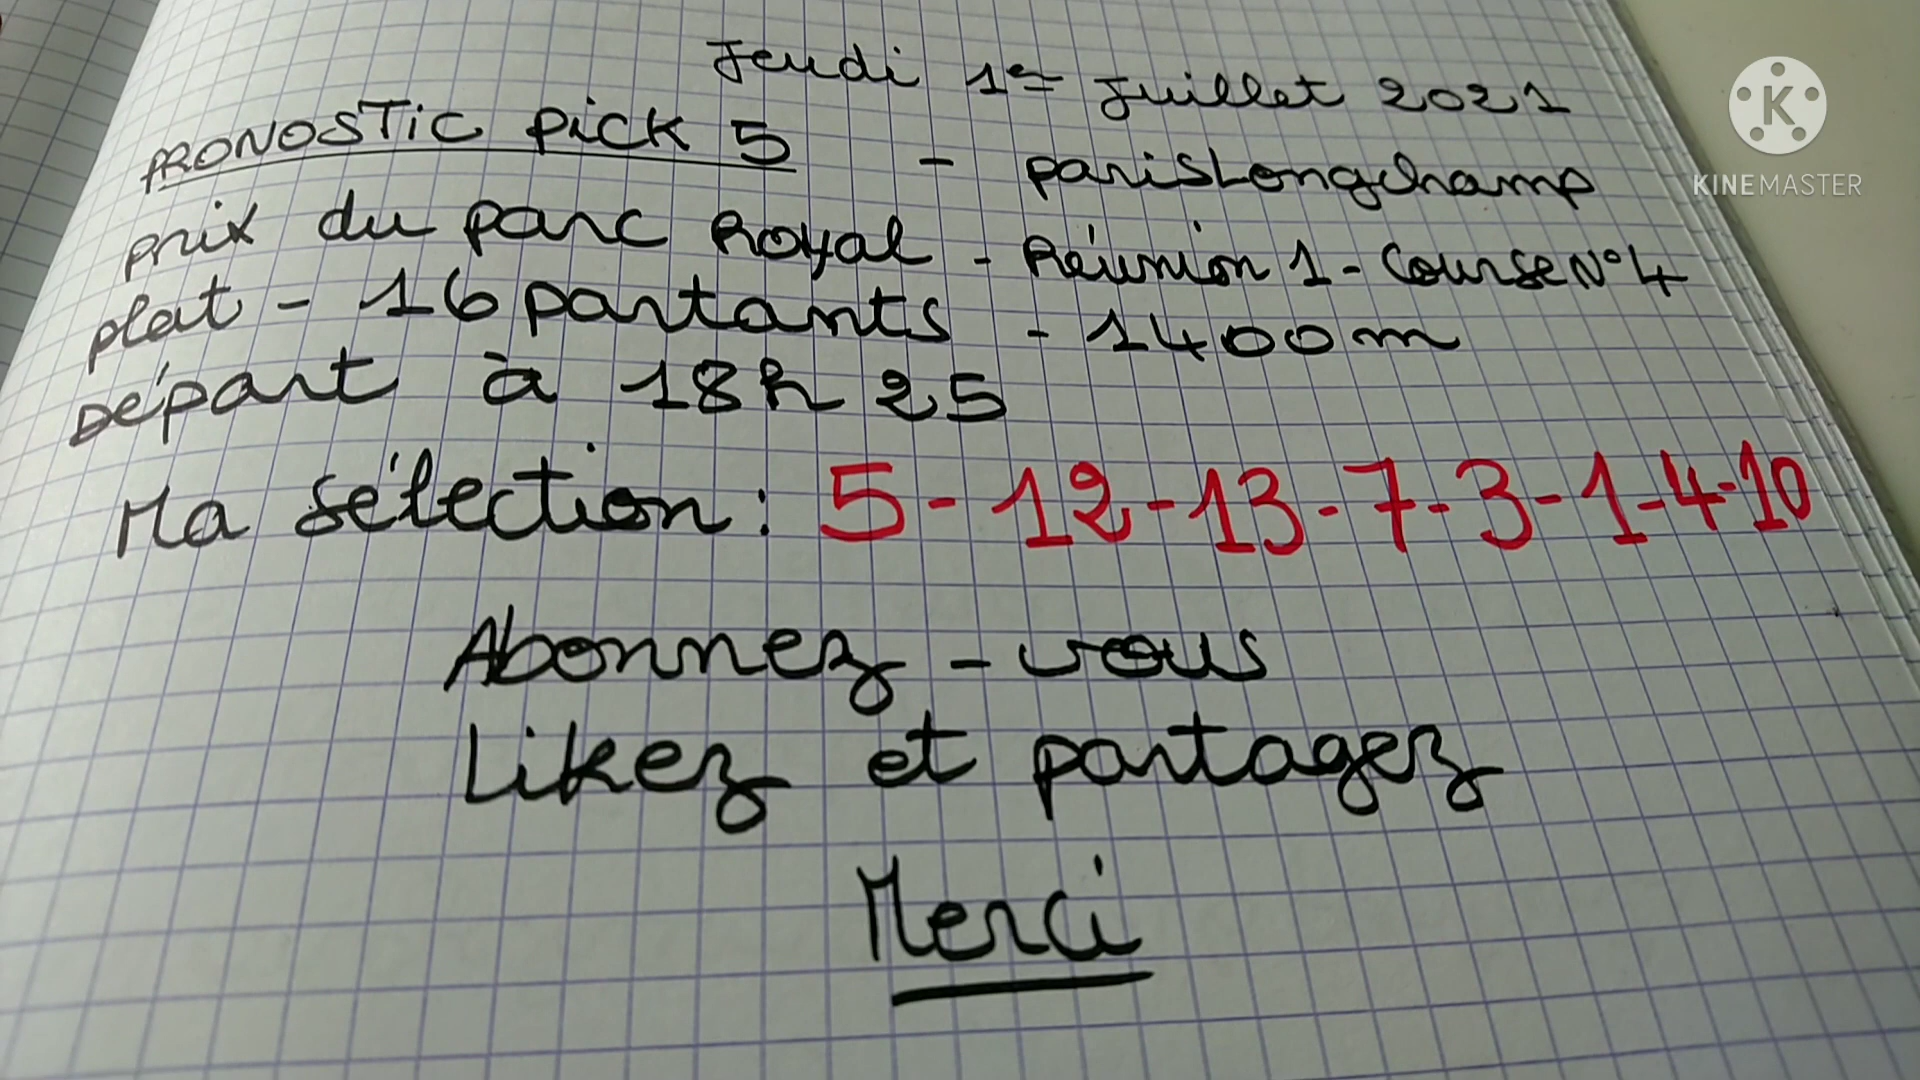 Jeudi 1er Juillet 2021
PRONOSTIC PICK 5 - parisLongchamp
prix du parc Royal - Réunion 1 - Course N°4
plat - 16 partants - 1400m
Départ à 18h25
Ma sélection : 5 - 12 - 13 - 7 - 3 - 1 - 4 - 10
Abonnez-vous
Likez et partagez
Merci
K
KINEMASTER